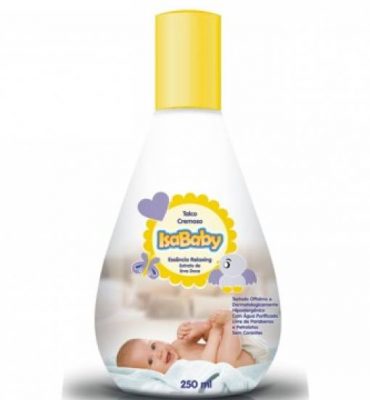 Talco
Cremoso
IsaBaby
Essência Relaxing
Extrato de
Erva Doce
Testado Oftalmo e
Dermatologicamente
Hipoalergênico
Com Água Purificada
Livre de Parabenos
e Petrolatos
Sem Corantes
250 ml